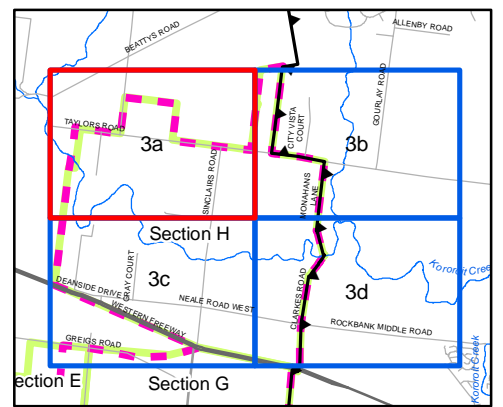 ALLENBY ROAD
BEATTYS ROAD
GOURLAY ROAD
TAYLORS ROAD
3a
CITY VISTA
COURT
3b
SINCLAIRS ROAD
MONAHANS
LANE
Section H
GRAY COURT
3c
3d
Kororoit Creek
DEANSIDE DRIVE
NEALE ROAD WEST
CLARKES ROAD
WESTERN FREEWAY
ROCKBANK MIDDLE ROAD
GREIGS ROAD
Kororoit Creek
ection E
Section G